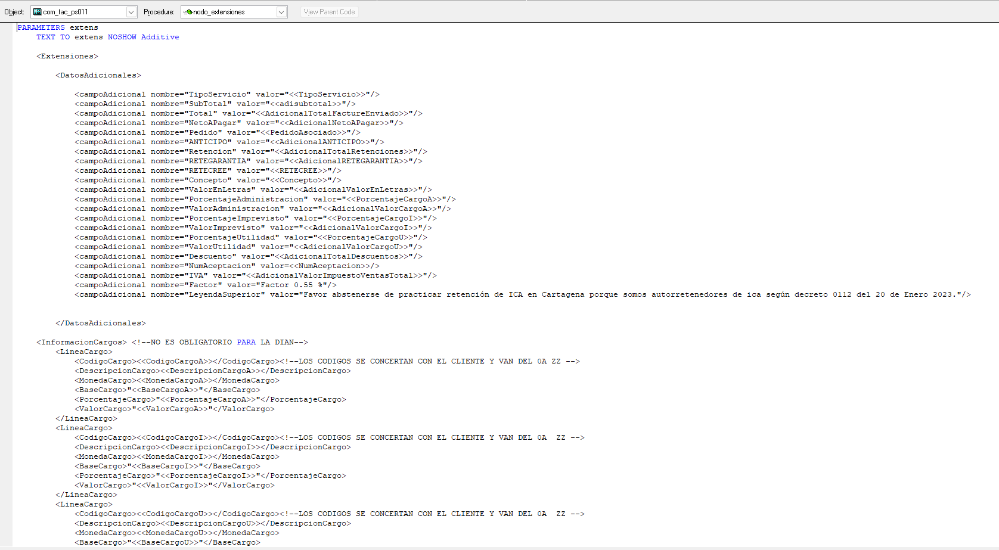 Object: com_fac_ps011 Procedure: nodo_extensiones View Parent Code
PARAMETERS extens
TEXT TO extens NOSHOW Additive
<Extensiones>
<DatosAdicionales>
<campoAdicional nombre="TipoServicio" valor="<<TipoServicio>>"/>
<campoAdicional nombre="SubTotal" valor="<<adisubtotal>>"/>
<campoAdicional nombre="Total" valor="<<AdicionalTotalFactureEnviado>>"/>
<campoAdicional nombre="NetoAPagar" valor="<<AdicionalNetoAPagar>>"/>
<campoAdicional nombre="Pedido" valor="<<PedidoAsociado>>"/>
<campoAdicional nombre="ANTICIPO" valor="<<AdicionalANTICIPO>>"/>
<campoAdicional nombre="Retencion" valor="<<AdicionalTotalRetenciones>>"/>
<campoAdicional nombre="RETEGARANTIA" valor="<<AdicionalRETEGARANTIA>>"/>
<campoAdicional nombre="RETECREE" valor="<<RETECREE>>"/>
<campoAdicional nombre="Concepto" valor="<<Concepto>>"/>
<campoAdicional nombre="ValorEnLetras" valor="<<AdicionalValorEnLetras>>"/>
<campoAdicional nombre="PorcentajeAdministracion" valor="<<PorcentajeCargoA>>"/>
<campoAdicional nombre="ValorAdministracion" valor="<<AdicionalValorCargoA>>"/>
<campoAdicional nombre="PorcentajeImprevisto" valor="<<PorcentajeCargoI>>"/>
<campoAdicional nombre="ValorImprevisto" valor="<<AdicionalValorCargoI>>"/>
<campoAdicional nombre="PorcentajeUtilidad" valor="<<PorcentajeCargoU>>"/>
<campoAdicional nombre="ValorUtilidad" valor="<<AdicionalValorCargoU>>"/>
<campoAdicional nombre="Descuento" valor="<<AdicionalTotalDescuentos>>"/>
<campoAdicional nombre="NumAceptacion" valor=<<NumAceptacion>>/>
<campoAdicional nombre="IVA" valor="<<AdicionalValorImpuestoVentasTotal>>"/>
<campoAdicional nombre="Factor" valor="Factor 0.55 %"/>
<campoAdicional nombre="LeyendaSuperior" valor="Favor abstenerse de practicar retención de ICA en Cartagena porque somos autorretenedores de ica según decreto 0112 del 20 de Enero 2023."/>
</DatosAdicionales>
<InformacionCargos> <!--NO ES OBLIGATORIO PARA LA DIAN-->
<LineaCargo>
<CodigoCargo><<CodigoCargoA>></CodigoCargo><!--LOS CODIGOS SE CONCERTAN CON EL CLIENTE Y VAN DEL 0A ZZ -->
<DescripcionCargo><<DescripcionCargoA>></DescripcionCargo>
<MonedaCargo><<MonedaCargoA>></MonedaCargo>
<BaseCargo>"<<BaseCargoA>>"</BaseCargo>
<PorcentajeCargo>"<<PorcentajeCargoA>>"</PorcentajeCargo>
<ValorCargo>"<<ValorCargoA>>"</ValorCargo>
</LineaCargo>
<LineaCargo>
<CodigoCargo><<CodigoCargoI>></CodigoCargo><!--LOS CODIGOS SE CONCERTAN CON EL CLIENTE Y VAN DEL 0A  ZZ -->
<DescripcionCargo><<DescripcionCargoI>></DescripcionCargo>
<MonedaCargo><<MonedaCargoI>></MonedaCargo>
<BaseCargo>"<<BaseCargoI>>"</BaseCargo>
<PorcentajeCargo>"<<PorcentajeCargoI>>"</PorcentajeCargo>
<ValorCargo>"<<ValorCargoI>>"</ValorCargo>
</LineaCargo>
<LineaCargo>
<CodigoCargo><<CodigoCargoU>></CodigoCargo><!--LOS CODIGOS SE CONCERTAN CON EL CLIENTE Y VAN DEL 0A  ZZ -->
<DescripcionCargo><<DescripcionCargoU>></DescripcionCargo>
<MonedaCargo><<MonedaCargoU>></MonedaCargo>
<BaseCargo>"<<BaseCargoU>>"</BaseCargo>